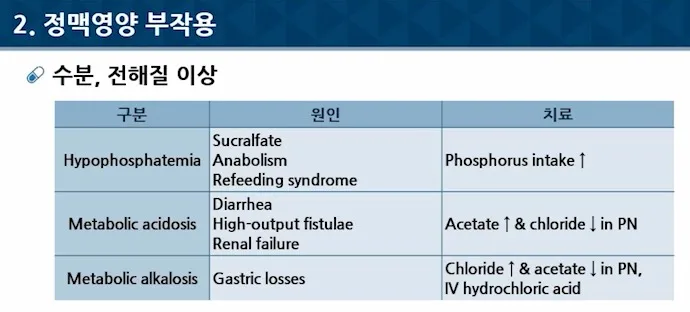 2. 정맥영양 부작용
수분, 전해질 이상
구분 원인 치료
Hypophosphatemia
Sucralfate
Anabolism
Refeeding syndrome
Phosphorus intake ↑
Metabolic acidosis
Diarrhea
High-output fistulae
Renal failure
Acetate ↑ & chloride ↓ in PN
Metabolic alkalosis
Gastric losses
Chloride ↑ & acetate ↓ in PN,
IV hydrochloric acid